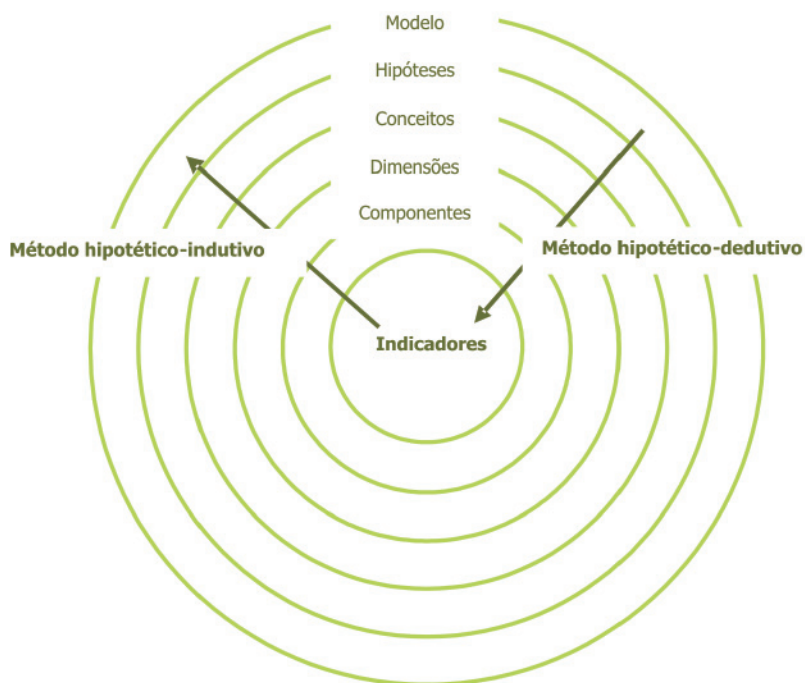 Modelo
Hipóteses
Conceitos
Dimensões
Componentes
Método hipotético-indutivo
Método hipotético-dedutivo
Indicadores